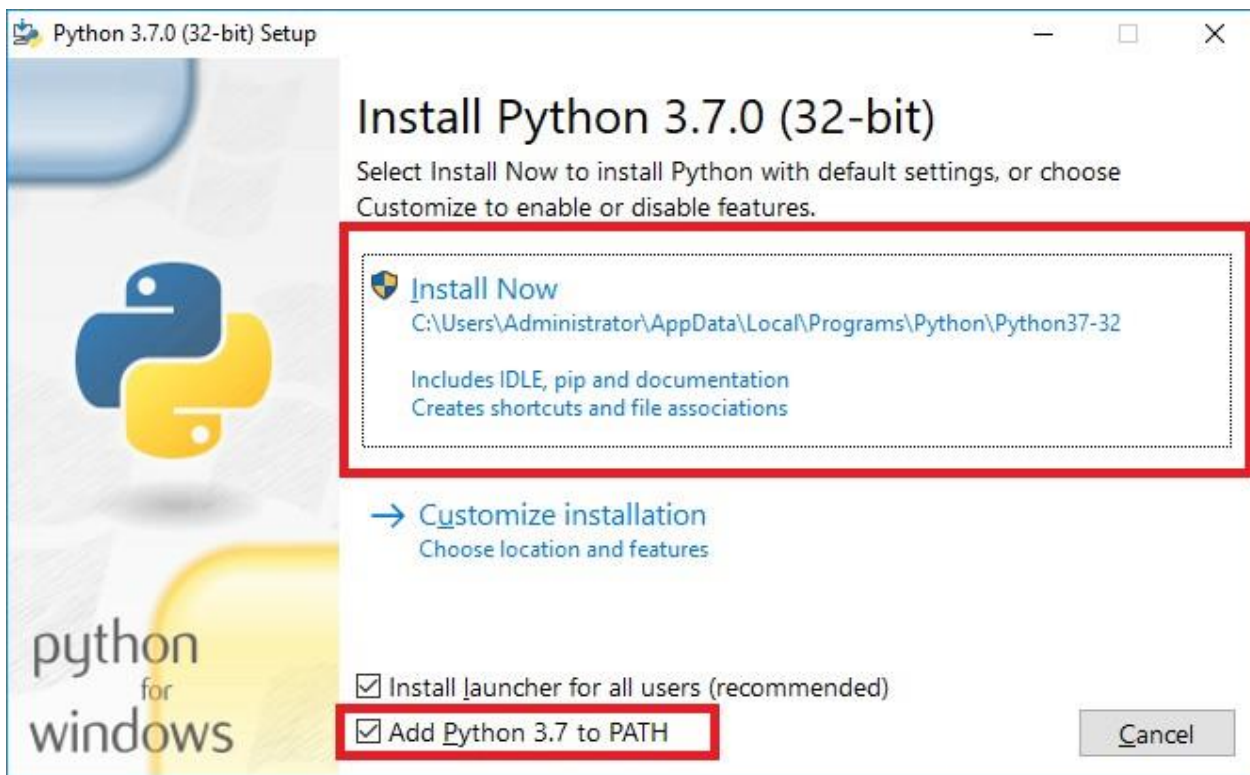 Python 3.7.0 (32-bit) Setup
Install Python 3.7.0 (32-bit)
Select Install Now to install Python with default settings, or choose
Customize to enable or disable features.
Install Now
C:\Users\Administrator\AppData\Local\Programs\Python\Python37-32
Includes IDLE, pip and documentation
Creates shortcuts and file associations
Customize installation
Choose location and features
python
for
windows
Install launcher for all users (recommended)
Add Python 3.7 to PATH
Cancel